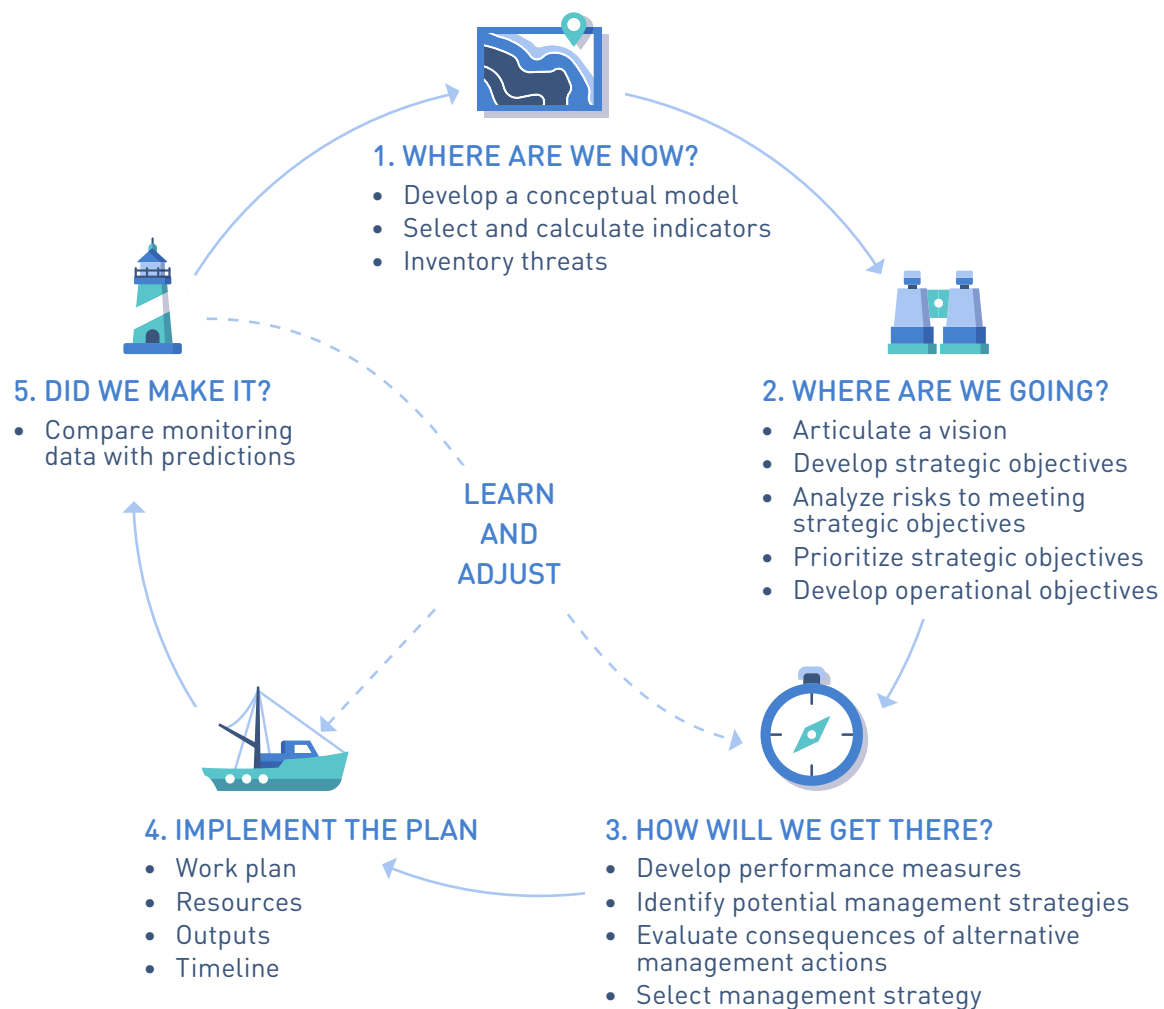 1. WHERE ARE WE NOW?
• Develop a conceptual model
• Select and calculate indicators
• Inventory threats
2. WHERE ARE WE GOING?
• Articulate a vision
• Develop strategic objectives
• Analyze risks to meeting
strategic objectives
• Prioritize strategic objectives
• Develop operational objectives
3. HOW WILL WE GET THERE?
• Develop performance measures
• Identify potential management strategies
• Evaluate consequences of alternative
management actions
• Select management strategy
4. IMPLEMENT THE PLAN
• Work plan
• Resources
• Outputs
• Timeline
5. DID WE MAKE IT?
• Compare monitoring
data with predictions
LEARN
AND
ADJUST